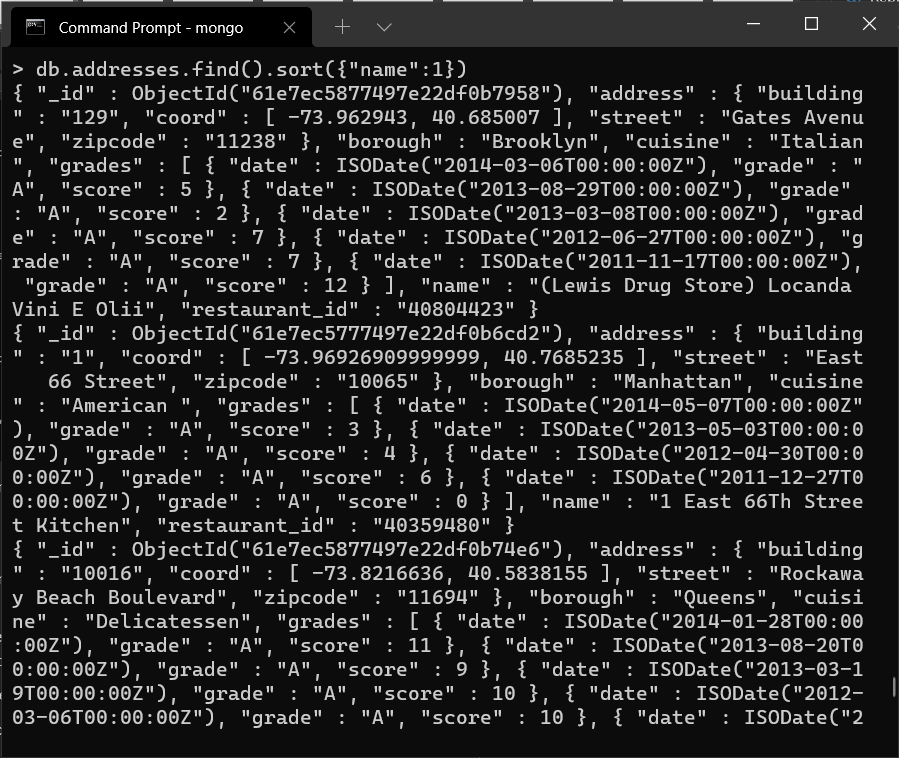 Command Prompt - mongo
> db.addresses.find().sort({"name":1})
{ "_id" : ObjectId("61e7ec5877497e22df0b7958"), "address" : { "building
" : "129", "coord" : [ -73.962943, 40.685007 ], "street" : "Gates Avenu
e", "zipcode" : "11238" }, "borough" : "Brooklyn", "cuisine" : "Italian
", "grades" : [ { "date" : ISODate("2014-03-06T00:00:00Z"), "grade" : "
A", "score" : 5 }, { "date" : ISODate("2013-08-29T00:00:00Z"), "grade"
: "A", "score" : 2 }, { "date" : ISODate("2013-03-08T00:00:00Z"), "grad
e" : "A", "score" : 7 }, { "date" : ISODate("2012-06-27T00:00:00Z"), "g
rade" : "A", "score" : 7 }, { "date" : ISODate("2011-11-17T00:00:00Z"),
 "grade" : "A", "score" : 12 } ], "name" : "(Lewis Drug Store) Locanda
Vini E Olii", "restaurant_id" : "40804423" }
{ "_id" : ObjectId("61e7ec5777497e22df0b6cd2"), "address" : { "building
" : "1", "coord" : [ -73.96926909999999, 40.7685235 ], "street" : "East
   66 Street", "zipcode" : "10065" }, "borough" : "Manhattan", "cuisine
" : "American ", "grades" : [ { "date" : ISODate("2014-05-07T00:00:00Z"
), "grade" : "A", "score" : 3 }, { "date" : ISODate("2013-05-03T00:00:0
0Z"), "grade" : "A", "score" : 4 }, { "date" : ISODate("2012-04-30T00:0
0:00Z"), "grade" : "A", "score" : 6 }, { "date" : ISODate("2011-12-27T0
0:00:00Z"), "grade" : "A", "score" : 0 } ], "name" : "1 East 66Th Stree
t Kitchen", "restaurant_id" : "40359480" }
{ "_id" : ObjectId("61e7ec5877497e22df0b74e6"), "address" : { "building
" : "10016", "coord" : [ -73.8216636, 40.5838155 ], "street" : "Rockawa
y Beach Boulevard", "zipcode" : "11694" }, "borough" : "Queens", "cuisi
ne" : "Delicatessen", "grades" : [ { "date" : ISODate("2014-01-28T00:00
:00Z"), "grade" : "A", "score" : 11 }, { "date" : ISODate("2013-08-20T0
0:00:00Z"), "grade" : "A", "score" : 9 }, { "date" : ISODate("2013-03-1
9T00:00:00Z"), "grade" : "A", "score" : 10 }, { "date" : ISODate("2012-
03-06T00:00:00Z"), "grade" : "A", "score" : 10 }, { "date" : ISODate("2